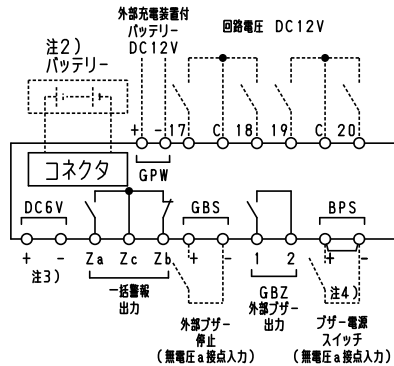 外部充電装置付
バッテリー
DC12V
回路電圧 DC12V
注2)
バッテリー
+ - 17 C 18 19 C 20
コネクタ
GPW
DC6V
GBS
BPS
+ - Za Zc Zb + - 1 2 + -
注3)
注4)
一括警報
出力
GBZ
外部ブザー
出力
外部ブザー
停止
(無電圧a接点入力)
ブザー電源
スイッチ
(無電圧a接点入力)